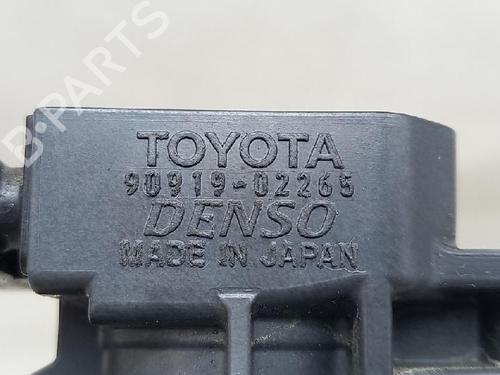 B-PARTS
TOYOTA
90919-02265
DENSO
MADE IN JAPAN